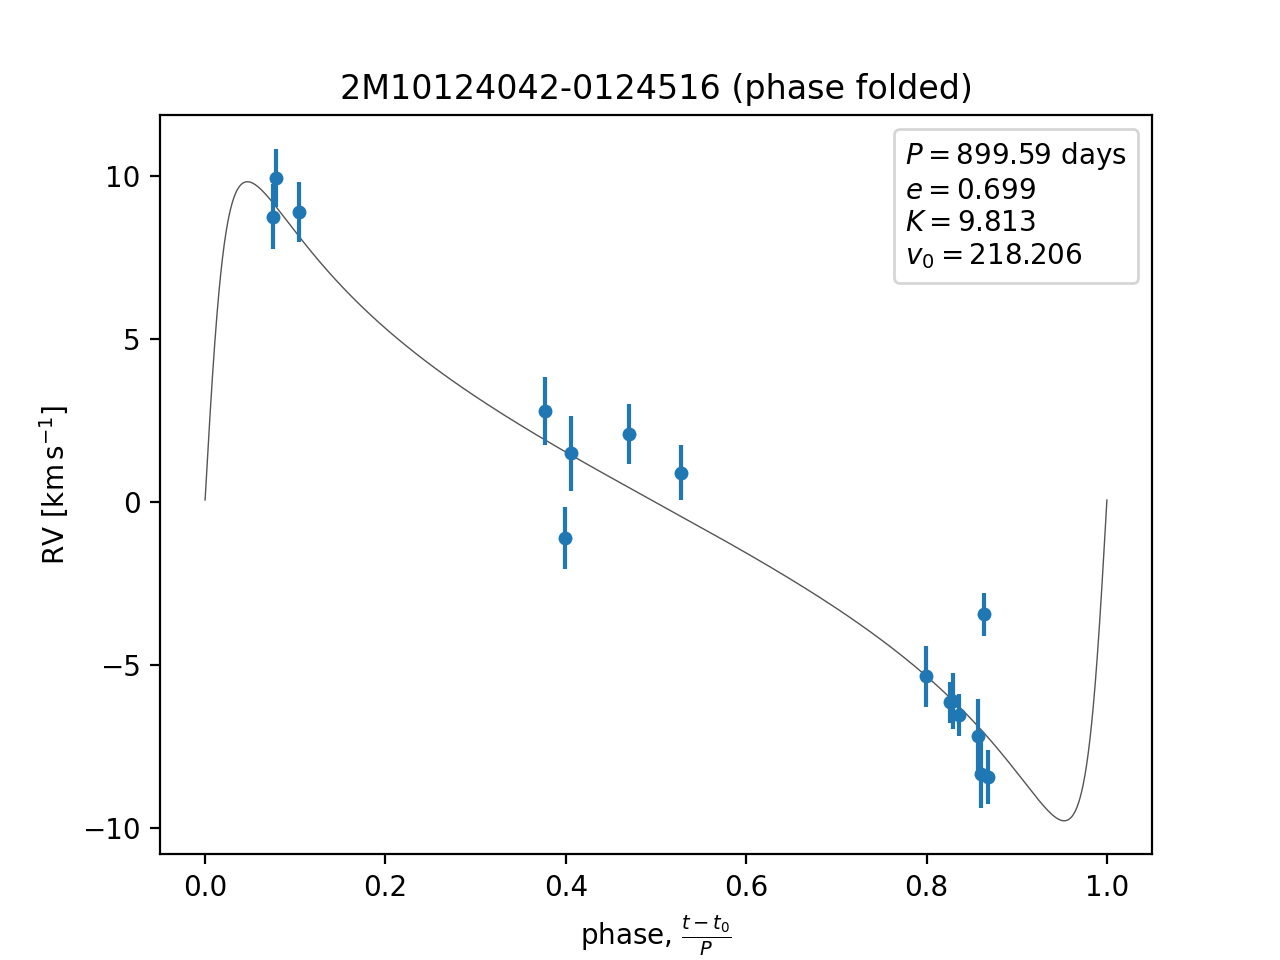 2M10124042-0124516 (phase folded)
P = 899.59 days
e = 0.699
K = 9.813
v₀ = 218.206
10
5
0
−5
−10
RV [km s⁻¹]
0.0 0.2 0.4 0.6 0.8 1.0
phase, (t − t₀)/P